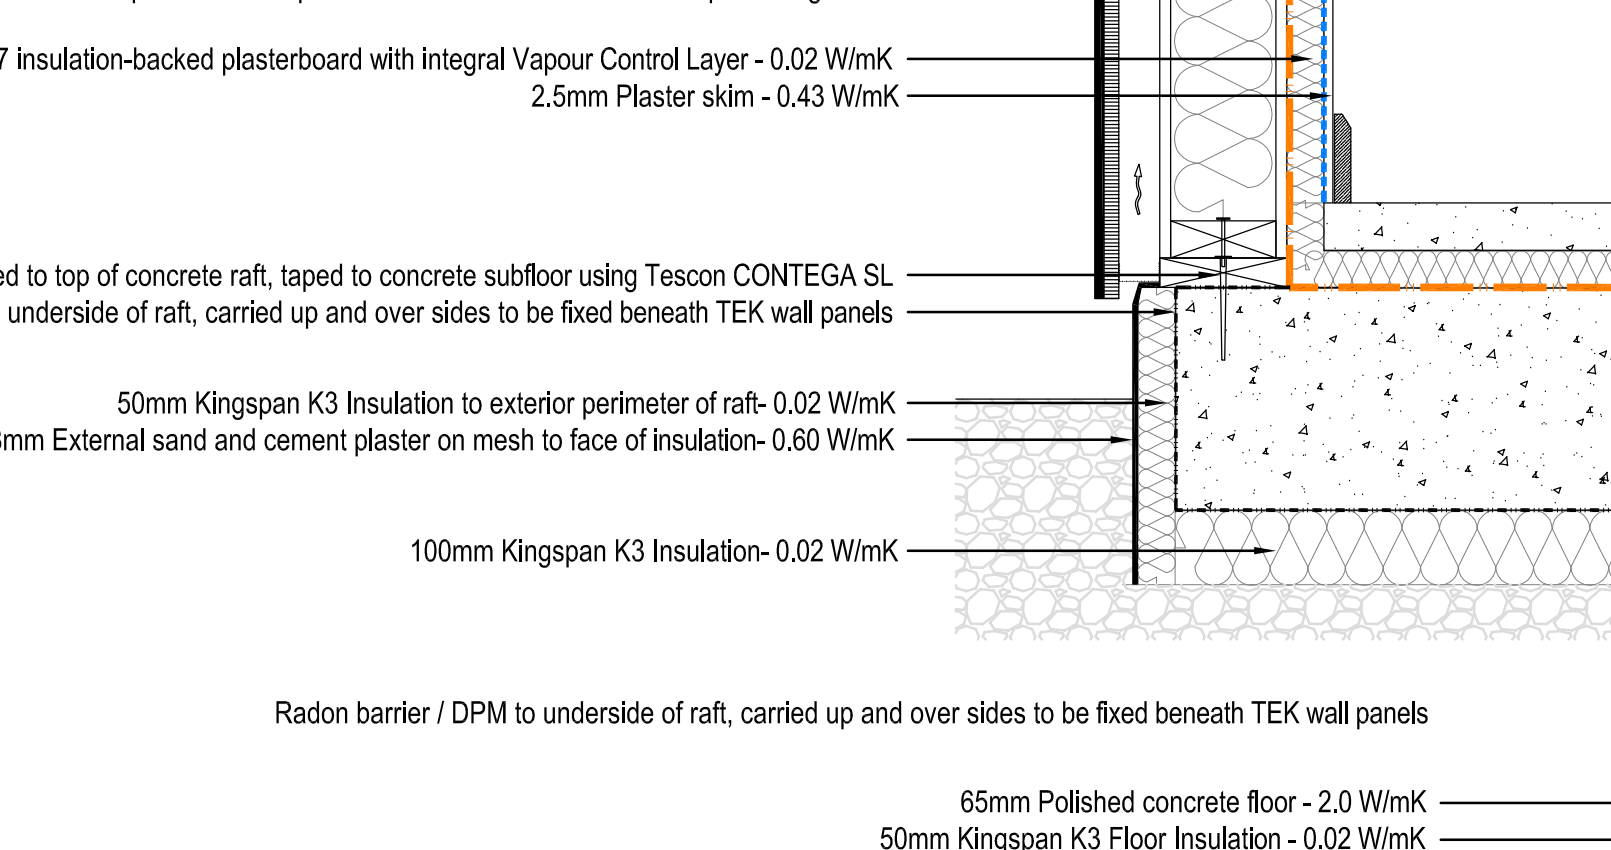 7 insulation-backed plasterboard with integral Vapour Control Layer - 0.02 W/mK
2.5mm Plaster skim - 0.43 W/mK
to top of concrete raft, taped to concrete subfloor using Tescon CONTEGA SL
underside of raft, carried up and over sides to be fixed beneath TEK wall panels
50mm Kingspan K3 Insulation to exterior perimeter of raft- 0.02 W/mK
mm External sand and cement plaster on mesh to face of insulation- 0.60 W/mK
100mm Kingspan K3 Insulation- 0.02 W/mK
Radon barrier / DPM to underside of raft, carried up and over sides to be fixed beneath TEK wall panels
65mm Polished concrete floor - 2.0 W/mK
50mm Kingspan K3 Floor Insulation - 0.02 W/mK